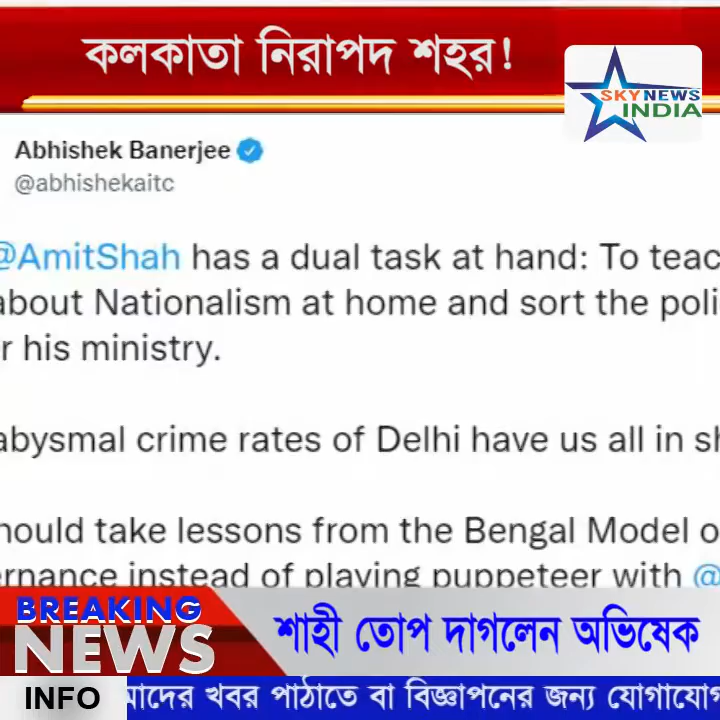 কলকাতা নিরাপদ শহর!
SKYNEWS
INDIA
Abhishek Banerjee
@abhishekaitc
@AmitShah has a dual task at hand: To teac
about Nationalism at home and sort the poli
r his ministry.
abysmal crime rates of Delhi have us all in sh
hould take lessons from the Bengal Model o
ernance instead of playing puppeteer with @
BREAKING
NEWS
শাহী তোপ দাগলেন অভিষেক
INFO
মাদের খবর পাঠাতে বা বিজ্ঞাপনের জন্য যোগাযোগ